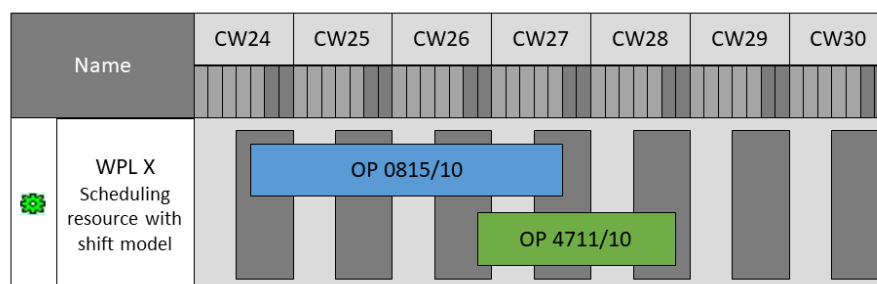 Name
CW24 CW25 CW26 CW27 CW28 CW29 CW30
WPL X
Scheduling
resource with
shift model
OP 0815/10
OP 4711/10